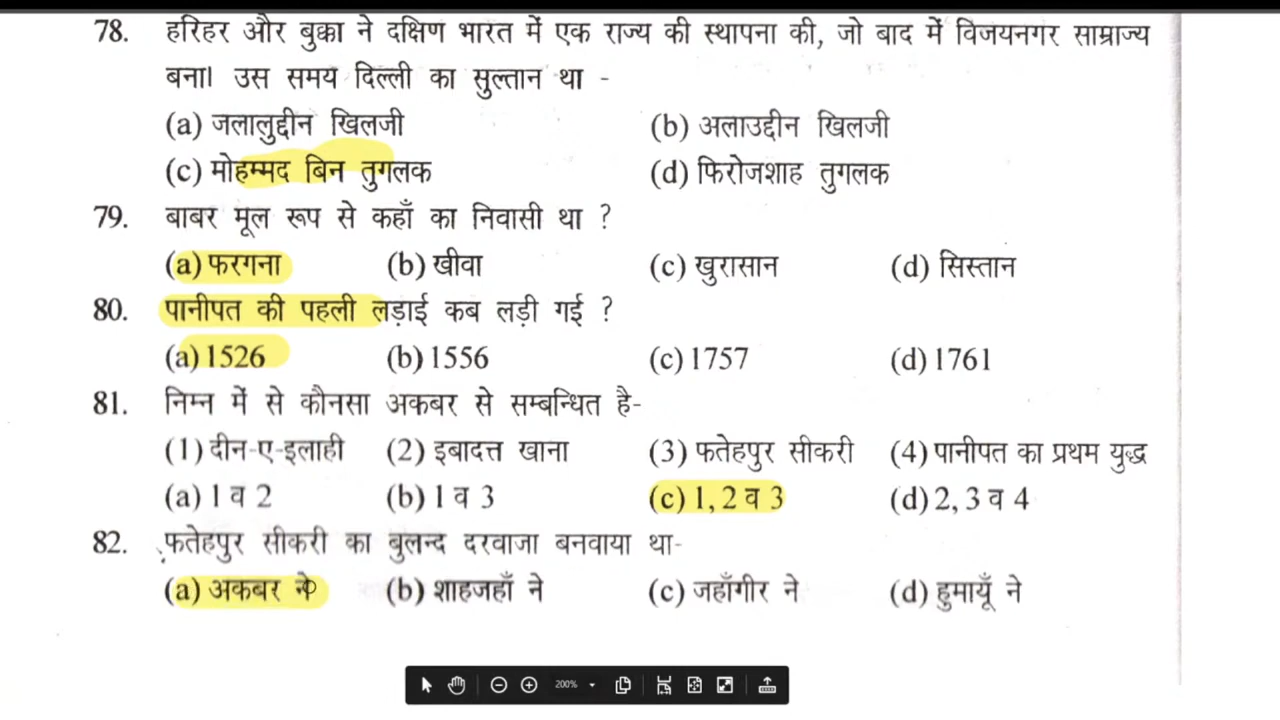 78. हरिहर और बुक्का ने दक्षिण भारत में एक राज्य की स्थापना की, जो बाद में विजयनगर साम्राज्य
बना। उस समय दिल्ली का सुल्तान था -
(a) जलालुद्दीन खिलजी (b) अलाउद्दीन खिलजी
(c) मोहम्मद बिन तुगलक (d) फिरोजशाह तुगलक
79. बाबर मूल रूप से कहाँ का निवासी था ?
(a) फरगना (b) खीवा (c) खुरासान (d) सिस्तान
80. पानीपत की पहली लड़ाई कब लड़ी गई ?
(a) 1526 (b) 1556 (c) 1757 (d) 1761
81. निम्न में से कौनसा अकबर से सम्बन्धित है-
(1) दीन-ए-इलाही (2) इबादत्त खाना (3) फतेहपुर सीकरी (4) पानीपत का प्रथम युद्ध
(a) 1 व 2 (b) 1 व 3 (c) 1, 2 व 3 (d) 2, 3 व 4
82. फतेहपुर सीकरी का बुलन्द दरवाजा बनवाया था-
(a) अकबर ने (b) शाहजहाँ ने (c) जहाँगीर ने (d) हुमायूँ ने
200%